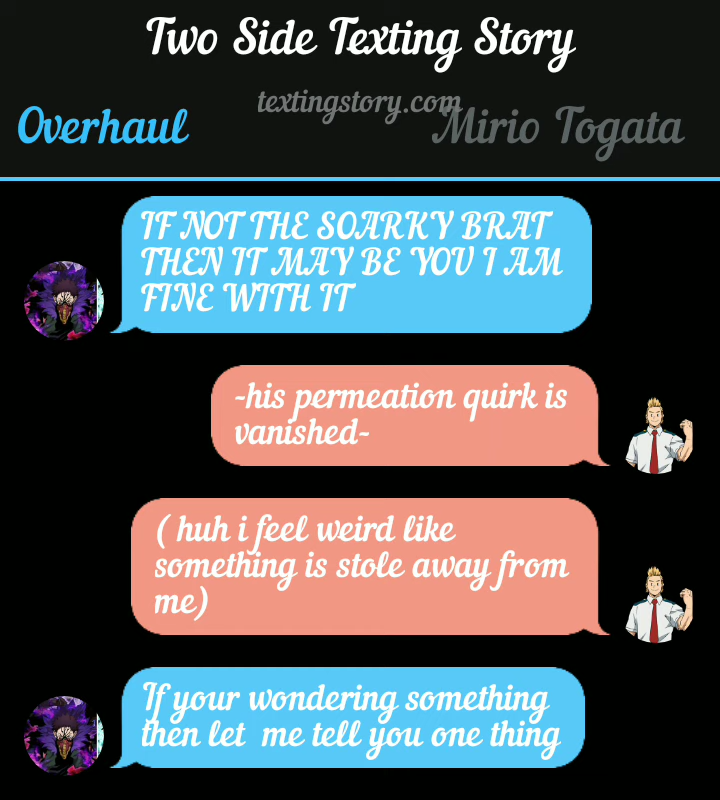 Two Side Texting Story
textingstory.com
Overhaul
Mirio Togata
IF NOT THE SOARKY BRAT
THEN IT MAY BE YOU I AM
FINE WITH IT
-his permeation quirk is
vanished-
( huh i feel weird like
something is stole away from
me)
If your wondering something
then let me tell you one thing